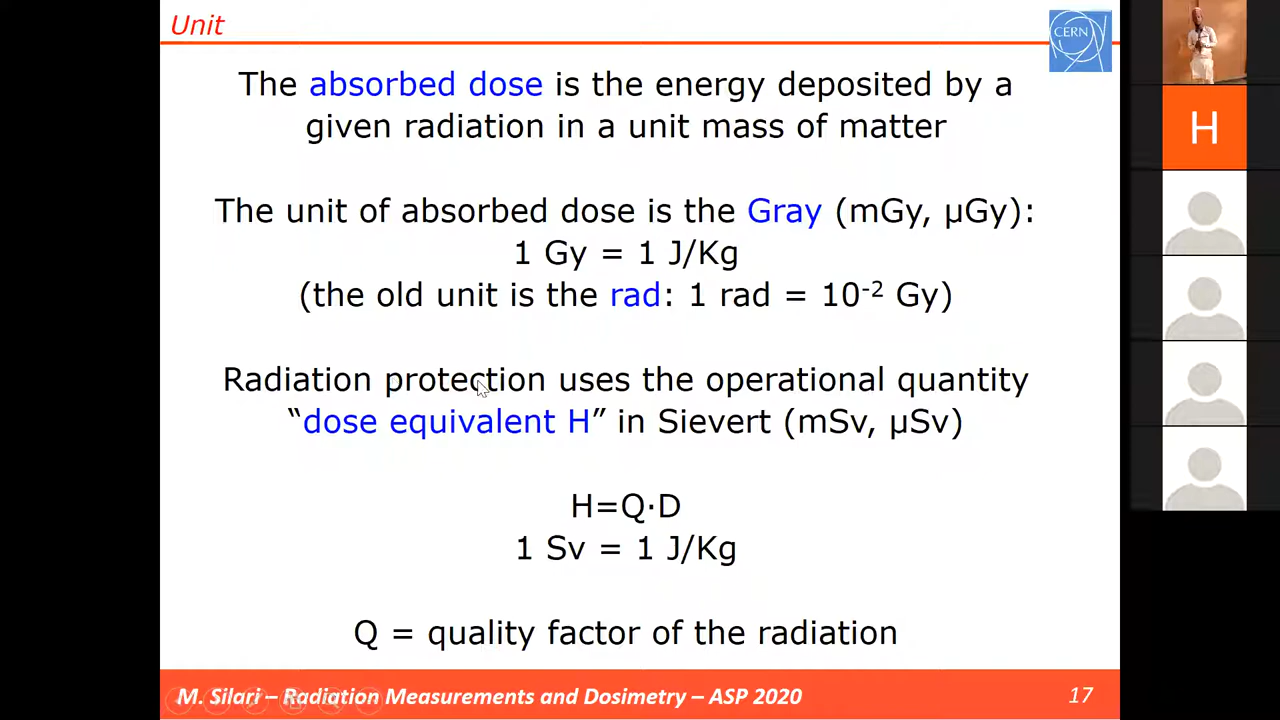 Unit
CERN
The absorbed dose is the energy deposited by a
given radiation in a unit mass of matter
The unit of absorbed dose is the Gray (mGy, μGy):
1 Gy = 1 J/Kg
(the old unit is the rad: 1 rad = 10⁻² Gy)
Radiation protection uses the operational quantity
“dose equivalent H” in Sievert (mSv, μSv)
H=Q·D
1 Sv = 1 J/Kg
Q = quality factor of the radiation
M. Silari – Radiation Measurements and Dosimetry – ASP 2020
17
H